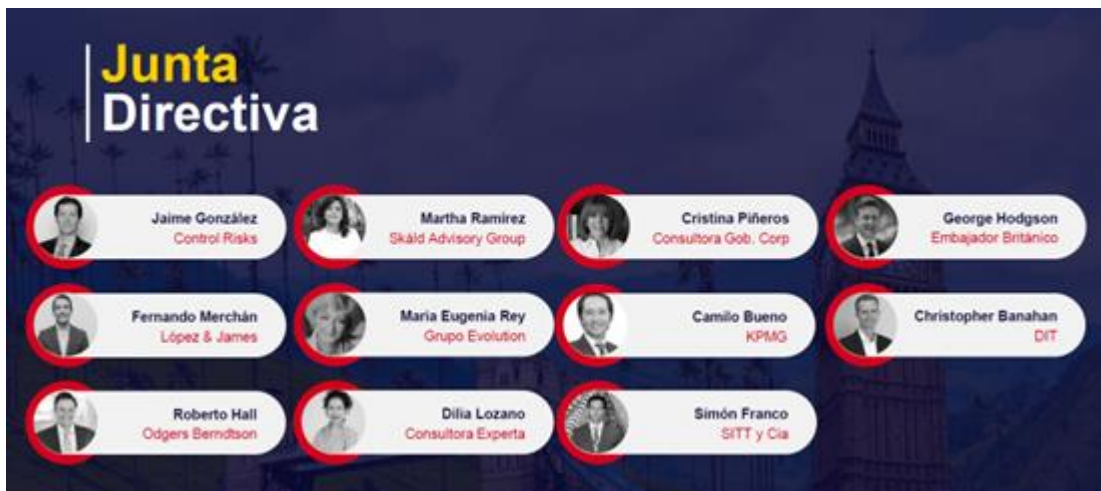 Junta
Directiva
Jaime González
Control Risks
Martha Ramírez
Skåld Advisory Group
Cristina Piñeros
Consultora Gob. Corp
George Hodgson
Embajador Británico
Fernando Merchán
López & James
Maria Eugenia Rey
Grupo Evolution
Camilo Bueno
KPMG
Christopher Banahan
DIT
Roberto Hall
Odgers Berndtson
Dilia Lozano
Consultora Experta
Simón Franco
SITT y Cia